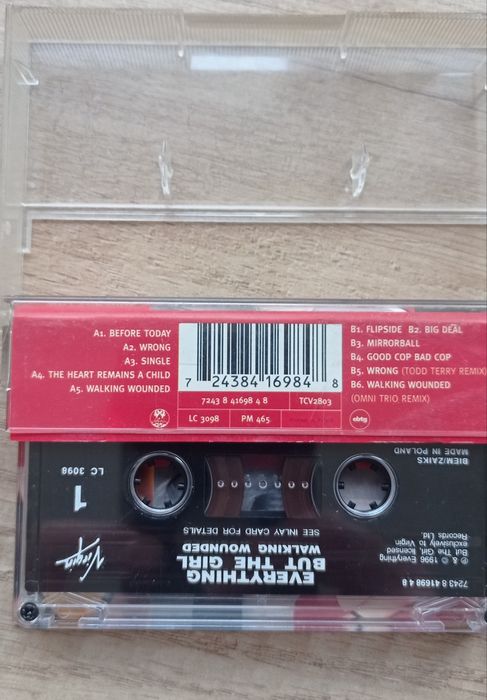 A1. BEFORE TODAY
A2. WRONG
A3. SINGLE
A4. THE HEART REMAINS A CHILD
A5. WALKING WOUNDED
7 24384 16984 8
7243 8 41698 4 8
TCV2803
LC 3098
PM 465
B1. FLIPSIDE B2. BIG DEAL
B3. MIRRORBALL
B4. GOOD COP BAD COP
B5. WRONG (TODD TERRY REMIX)
B6. WALKING WOUNDED
(OMNI TRIO REMIX)
ebtg
7243 8 41698 4 8
℗ & © 1996 Everything
But The Girl, licensed
exclusively to Virgin
Records Ltd.
EVERYTHING
BUT THE GIRL
WALKING WOUNDED
SEE INLAY CARD FOR DETAILS
Virgin
1
LC 3098
BIEM/ZAIKS
MADE IN POLAND